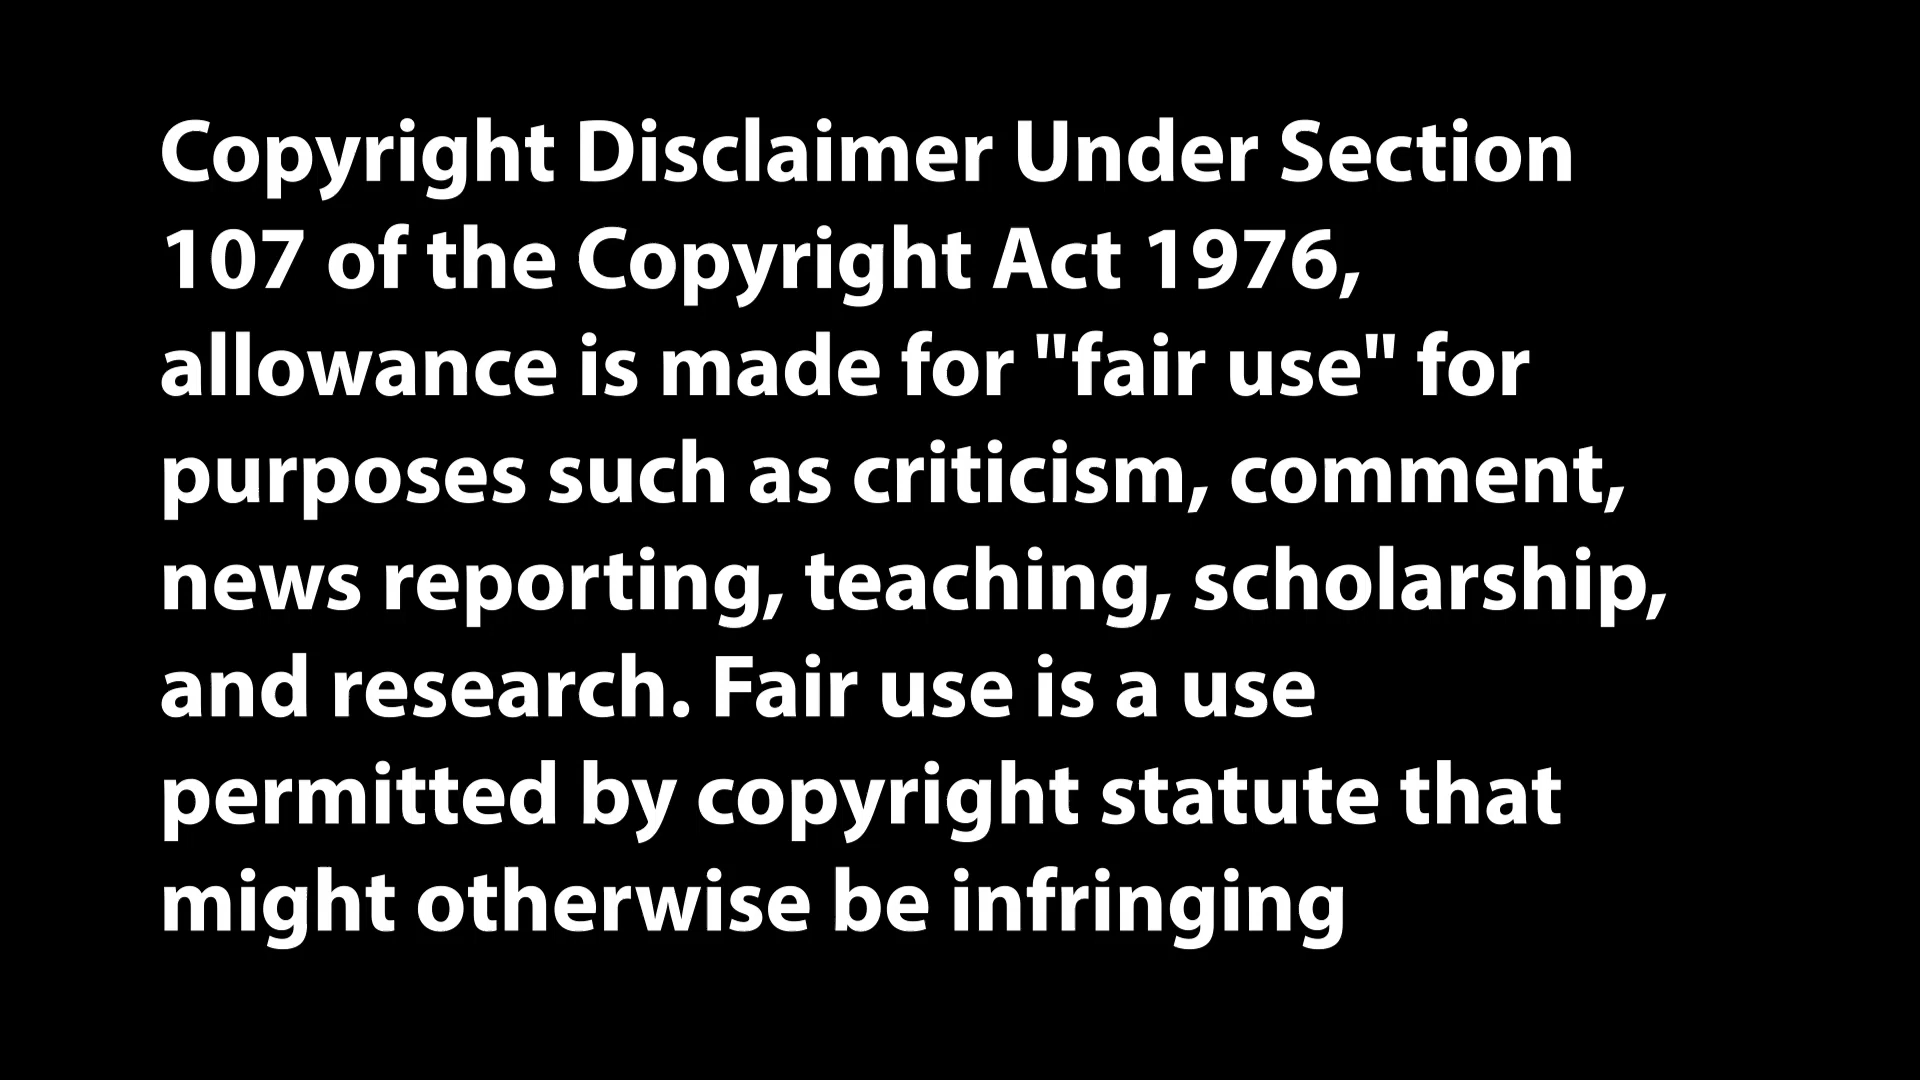 Copyright Disclaimer Under Section
107 of the Copyright Act 1976,
allowance is made for "fair use" for
purposes such as criticism, comment,
news reporting, teaching, scholarship,
and research. Fair use is a use
permitted by copyright statute that
might otherwise be infringing